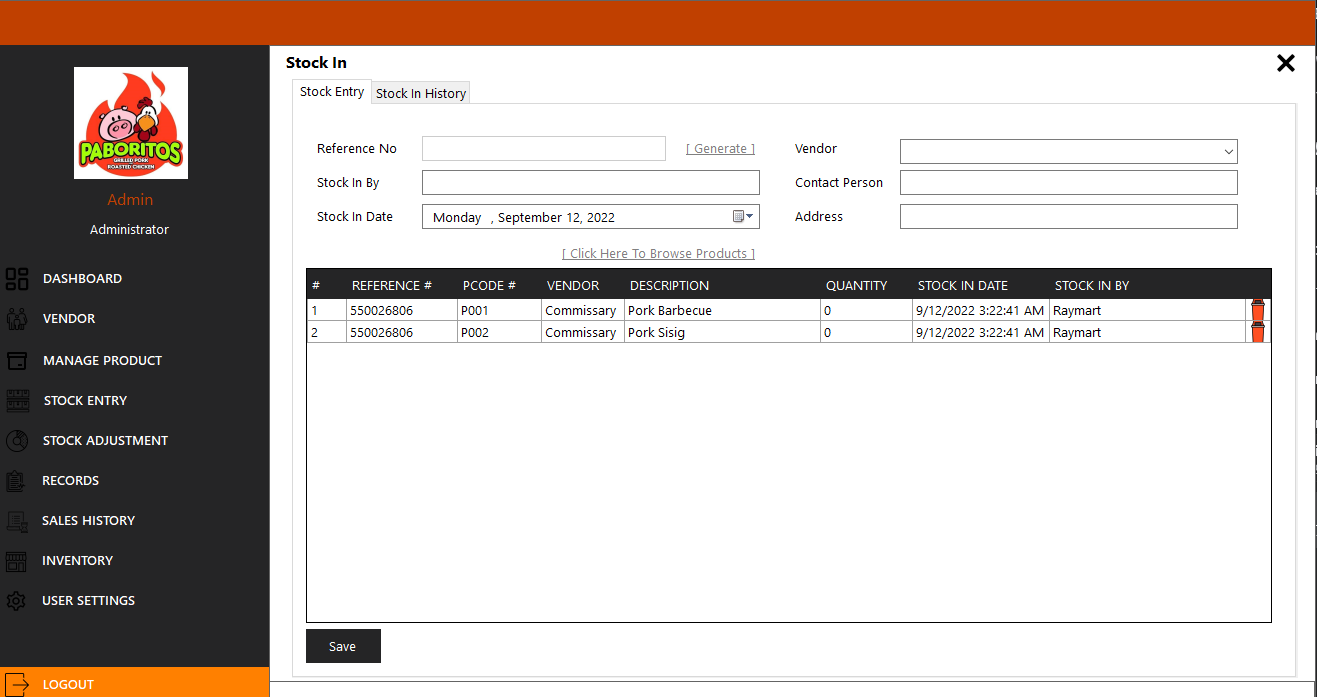 Stock In
Stock Entry Stock In History
PABORITOS
GRILLED PORK
ROASTED CHICKEN
Admin
Administrator
DASHBOARD
VENDOR
MANAGE PRODUCT
STOCK ENTRY
STOCK ADJUSTMENT
RECORDS
SALES HISTORY
INVENTORY
USER SETTINGS
LOGOUT
Reference No [ Generate ] Vendor
Stock In By Contact Person
Stock In Date Monday , September 12, 2022 Address
[ Click Here To Browse Products ]
# REFERENCE # PCODE # VENDOR DESCRIPTION QUANTITY STOCK IN DATE STOCK IN BY
1 550026806 P001 Commissary Pork Barbecue 0 9/12/2022 3:22:41 AM Raymart
2 550026806 P002 Commissary Pork Sisig 0 9/12/2022 3:22:41 AM Raymart
Save